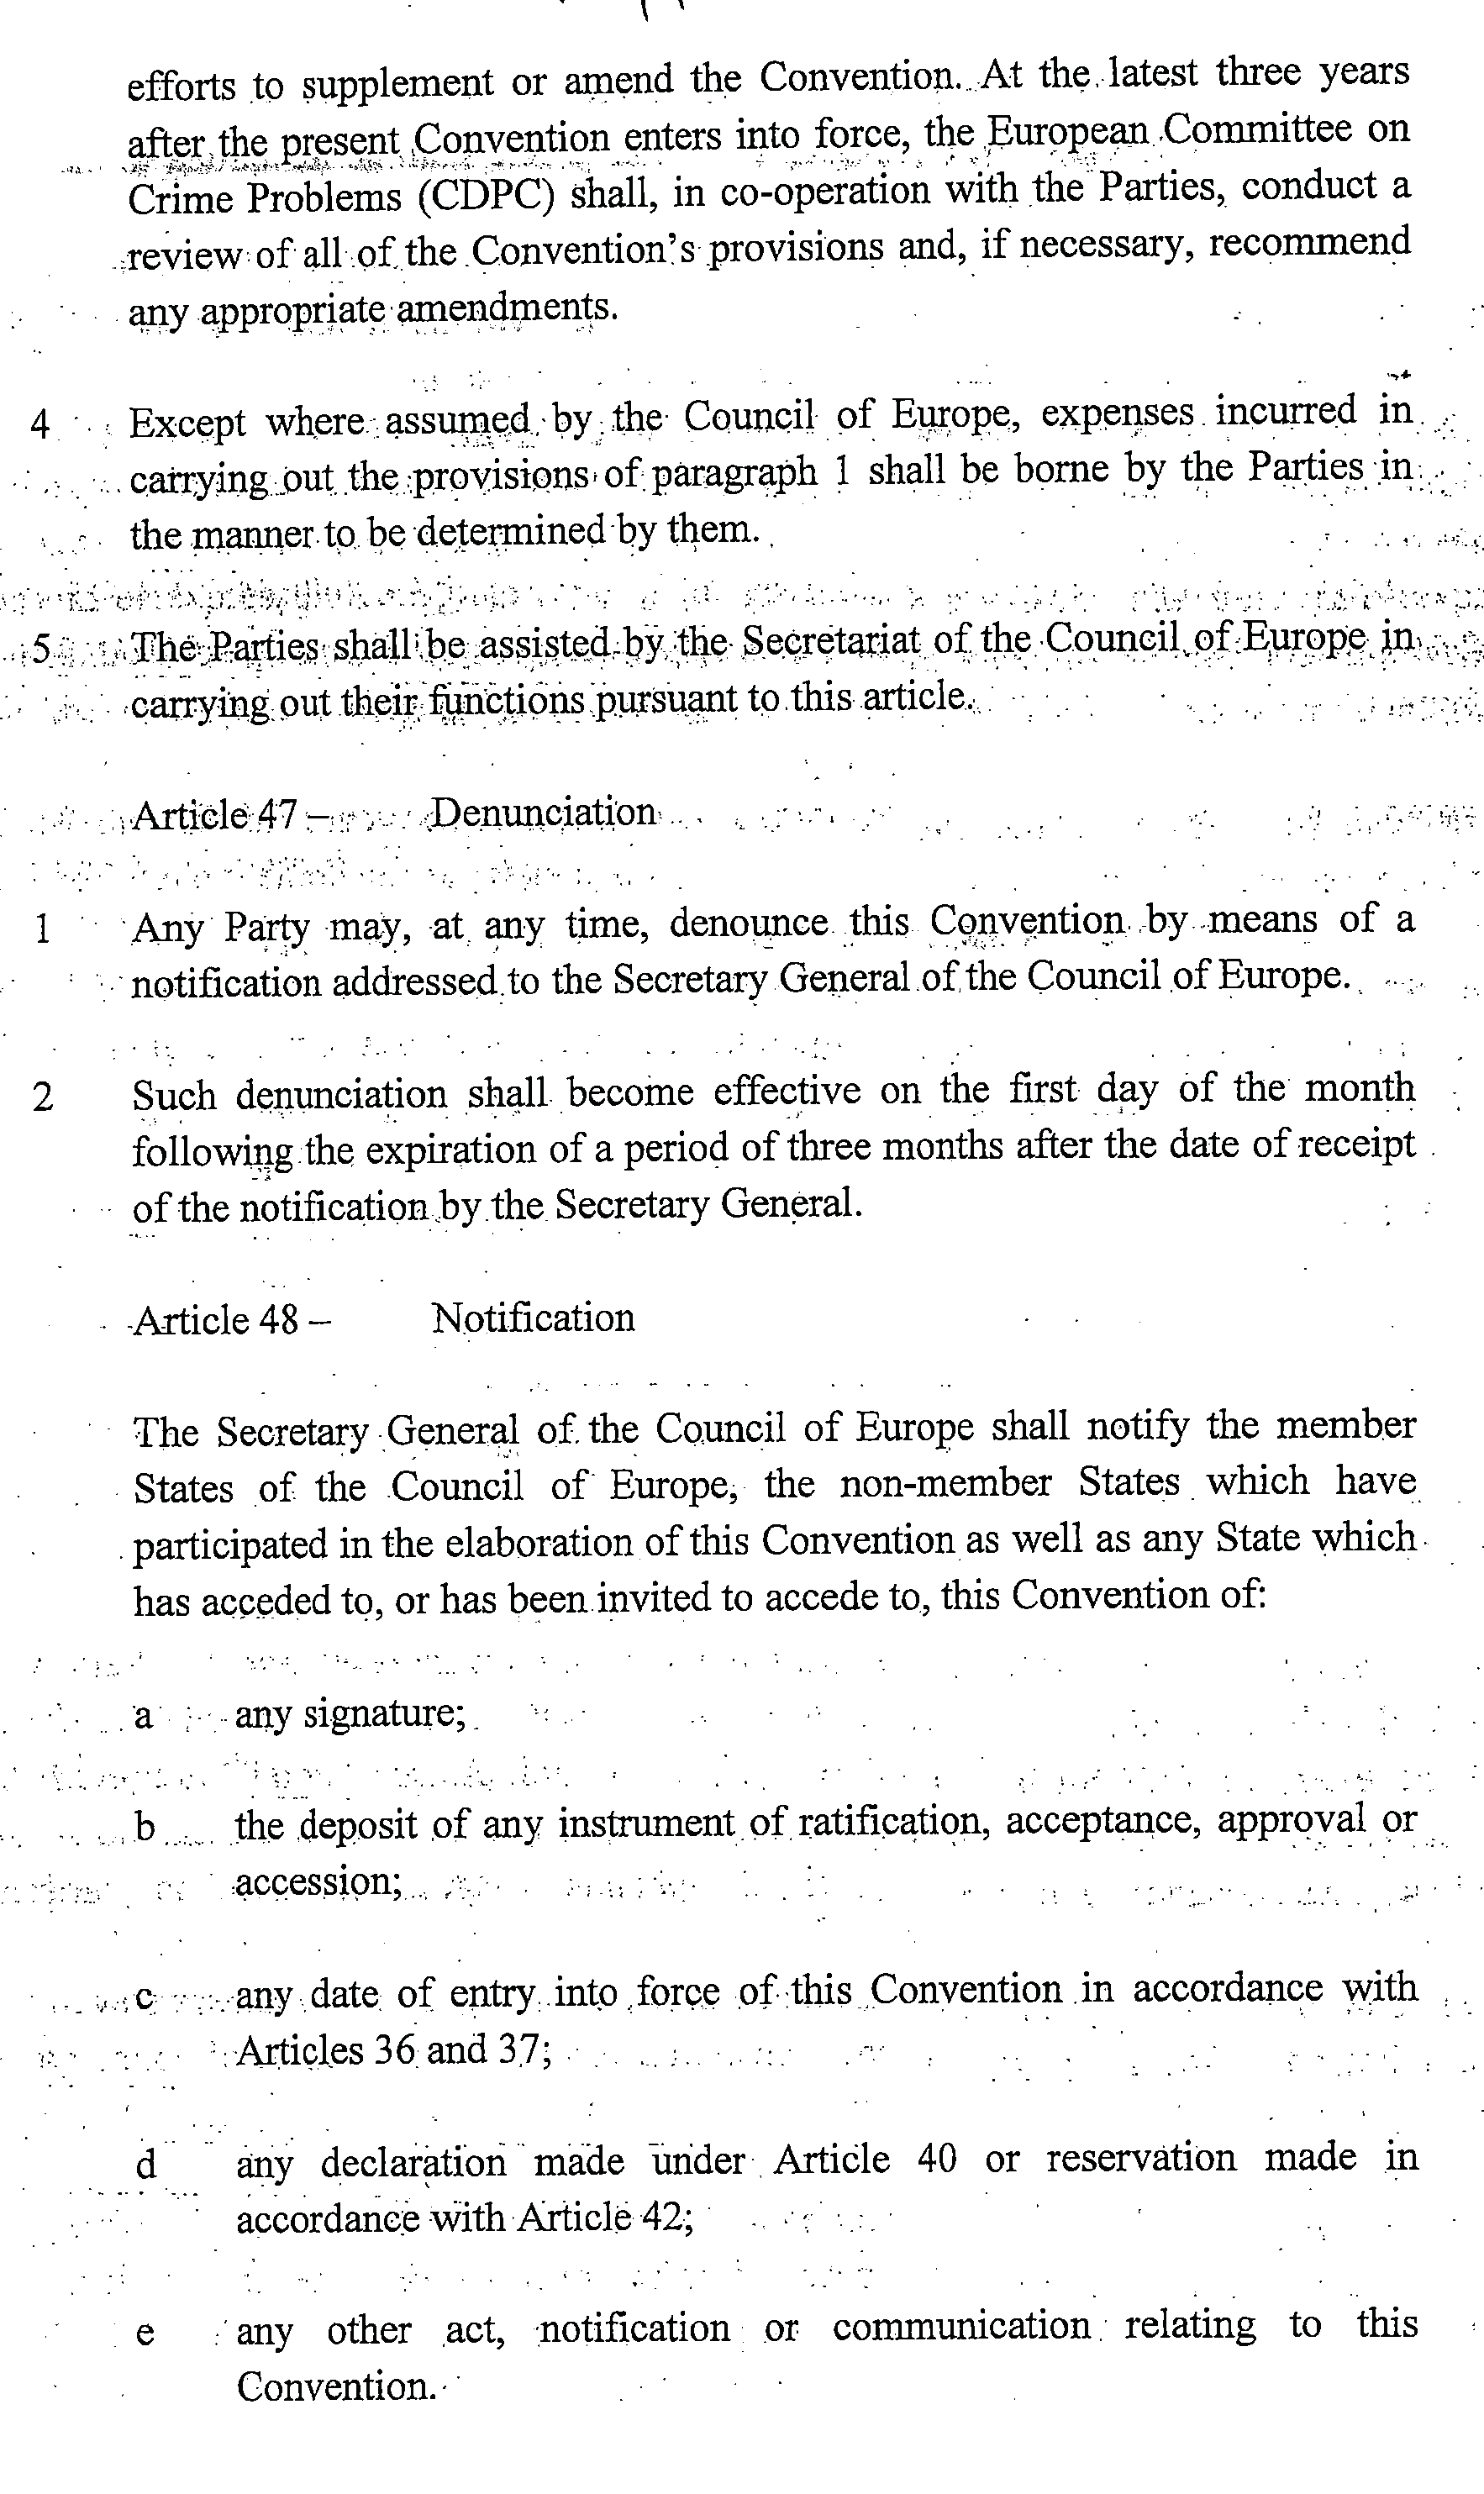 efforts to supplement or amend the Convention. At the latest three years
after the present Convention enters into force, the European Committee on
Crime Problems (CDPC) shall, in co-operation with the Parties, conduct a
review of all of the Convention's provisions and, if necessary, recommend
any appropriate amendments.
4 Except where assumed by the Council of Europe, expenses incurred in
carrying out the provisions of paragraph 1 shall be borne by the Parties in
the manner to be determined by them.
5 The Parties shall be assisted by the Secretariat of the Council of Europe in
carrying out their functions pursuant to this article.
Article 47 – Denunciation
1 Any Party may, at any time, denounce this Convention by means of a
notification addressed to the Secretary General of the Council of Europe.
2 Such denunciation shall become effective on the first day of the month
following the expiration of a period of three months after the date of receipt
of the notification by the Secretary General.
Article 48 – Notification
The Secretary General of the Council of Europe shall notify the member
States of the Council of Europe, the non-member States which have
participated in the elaboration of this Convention as well as any State which
has acceded to, or has been invited to accede to, this Convention of:
a any signature;
b the deposit of any instrument of ratification, acceptance, approval or
accession;
c any date of entry into force of this Convention in accordance with
Articles 36 and 37;
d any declaration made under Article 40 or reservation made in
accordance with Article 42;
e any other act, notification or communication relating to this
Convention.